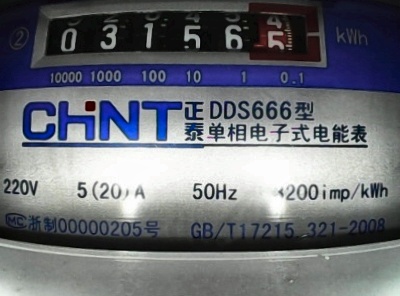 ② 0 3 1 5 6 5 kWh
10000 1000 100 10 1 0.1
CHNT 正泰 DDS666型
单相电子式电能表
220V 5(20)A 50Hz 3200imp/kWh
MC 浙制00000205号 GB/T17215.321-2008